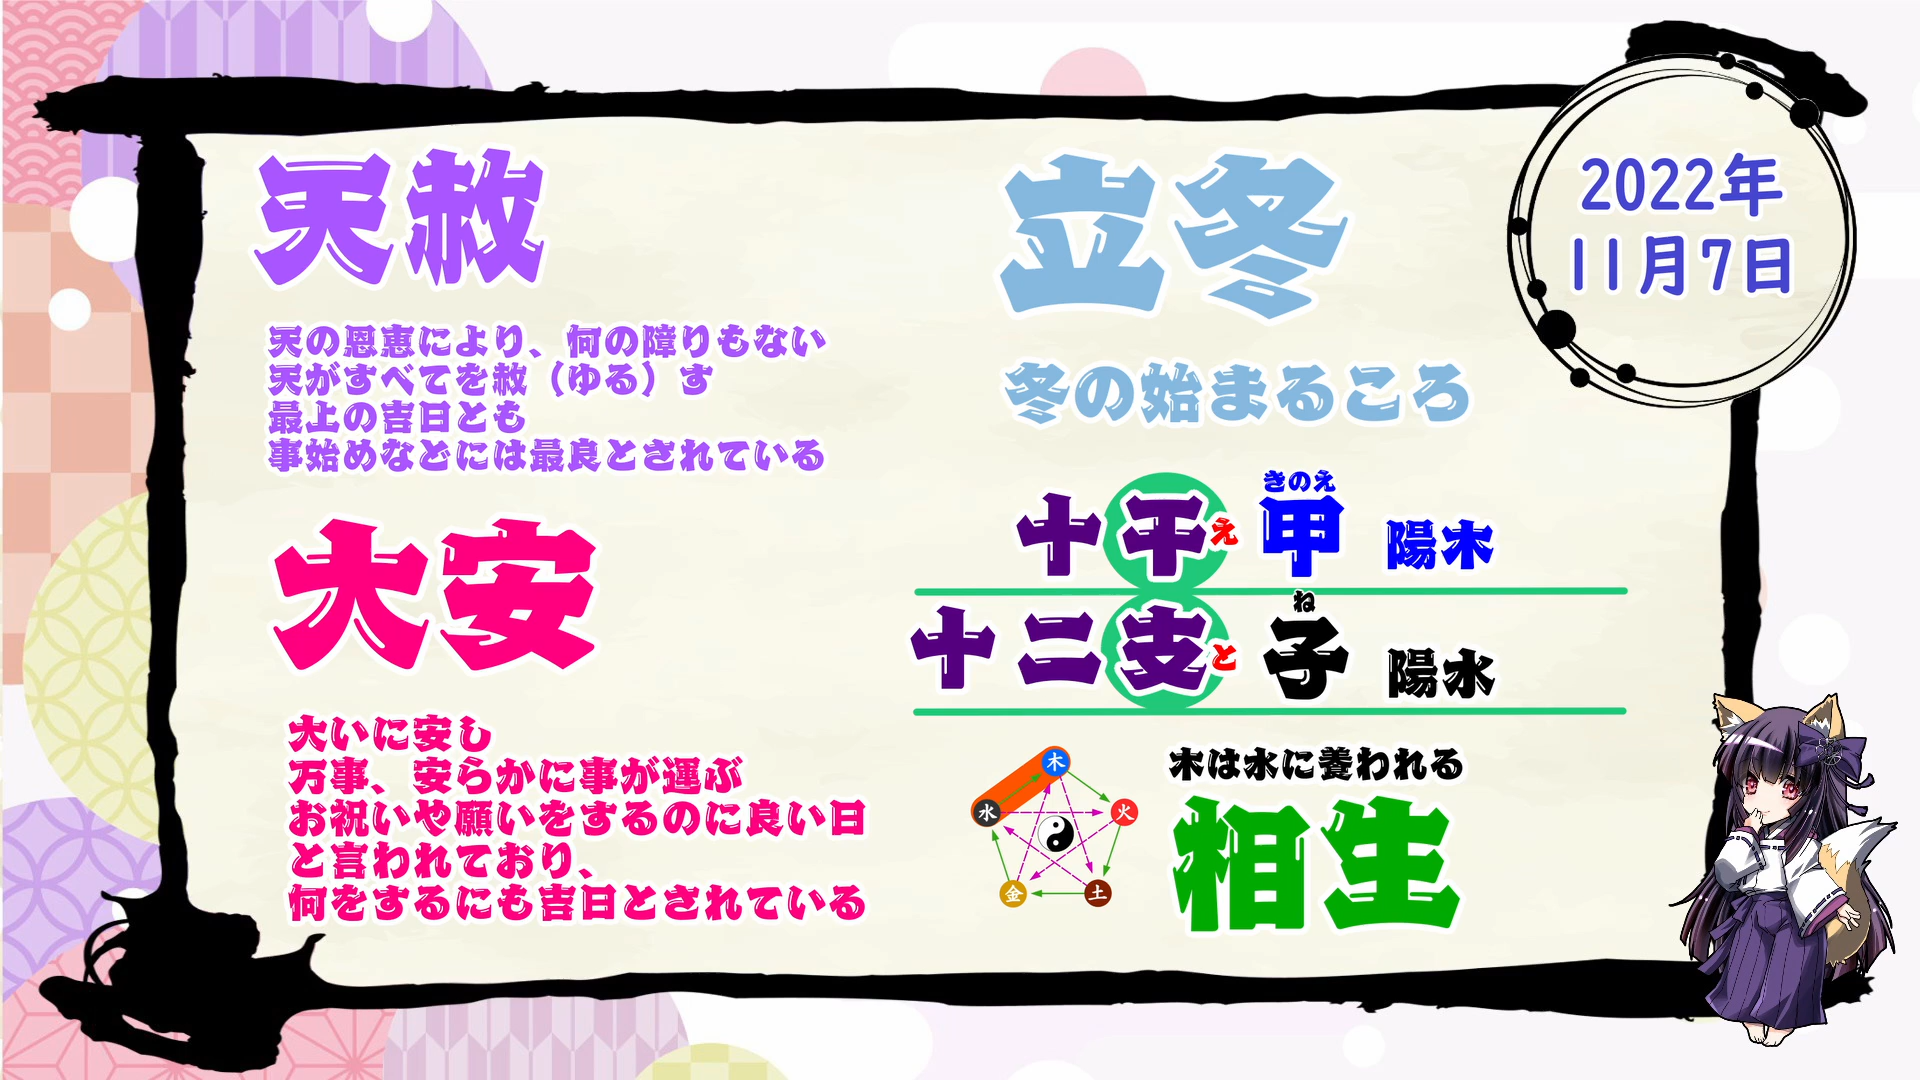 天赦
天の恩恵により、何の障りもない
天がすべてを赦（ゆる）す
最上の吉日とも
事始めなどには最良とされている
大安
大いに安し
万事、安らかに事が運ぶ
お祝いや願いをするのに良い日
と言われており、
何をするにも吉日とされている
立冬
冬の始まるころ
2022年
11月7日
きのえ
十干え 甲 陽木
ね
十二支と 子 陽水
木
水
火
金
土
木は水に養われる
相生